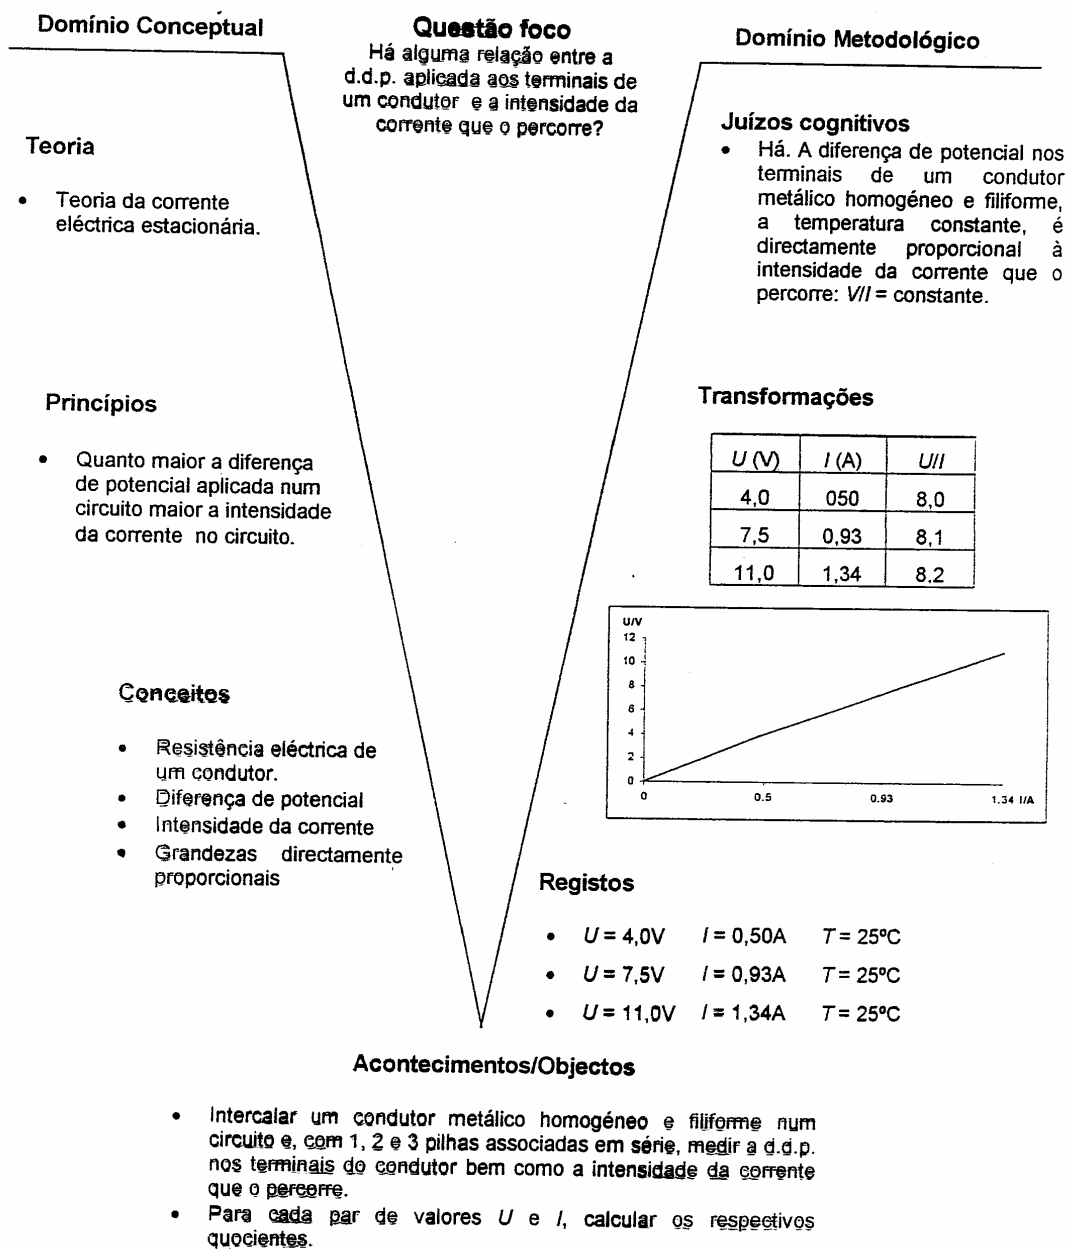 Domínio Conceptual
Questão foco
Há alguma relação entre a
d.d.p. aplicada aos terminais de
um condutor e a intensidade da
corrente que o percorre?
Domínio Metodológico
Teoria
• Teoria da corrente
eléctrica estacionária.
Princípios
• Quanto maior a diferença
de potencial aplicada num
circuito maior a intensidade
da corrente no circuito.
Conceitos
• Resistência eléctrica de
um condutor.
• Diferença de potencial
• Intensidade da corrente
• Grandezas directamente
proporcionais
Juízos cognitivos
• Há. A diferença de potencial nos
terminais de um condutor
metálico homogéneo e filiforme,
a temperatura constante, é
directamente proporcional à
intensidade da corrente que o
percorre: V/I = constante.
Transformações
U (V) I (A) U/I
4,0 050 8,0
7,5 0,93 8,1
11,0 1,34 8,2
U/V
12
10
8
6
4
2
0
0 0.5 0.93 1.34 I/A
Registos
• U = 4,0V I = 0,50A T = 25ºC
• U = 7,5V I = 0,93A T = 25ºC
• U = 11,0V I = 1,34A T = 25ºC
Acontecimentos/Objectos
• Intercalar um condutor metálico homogéneo e filiforme num
circuito e, com 1, 2 e 3 pilhas associadas em série, medir a d.d.p.
nos terminais do condutor bem como a intensidade da corrente
que o percorre.
• Para cada par de valores U e I, calcular os respectivos
quocientes.